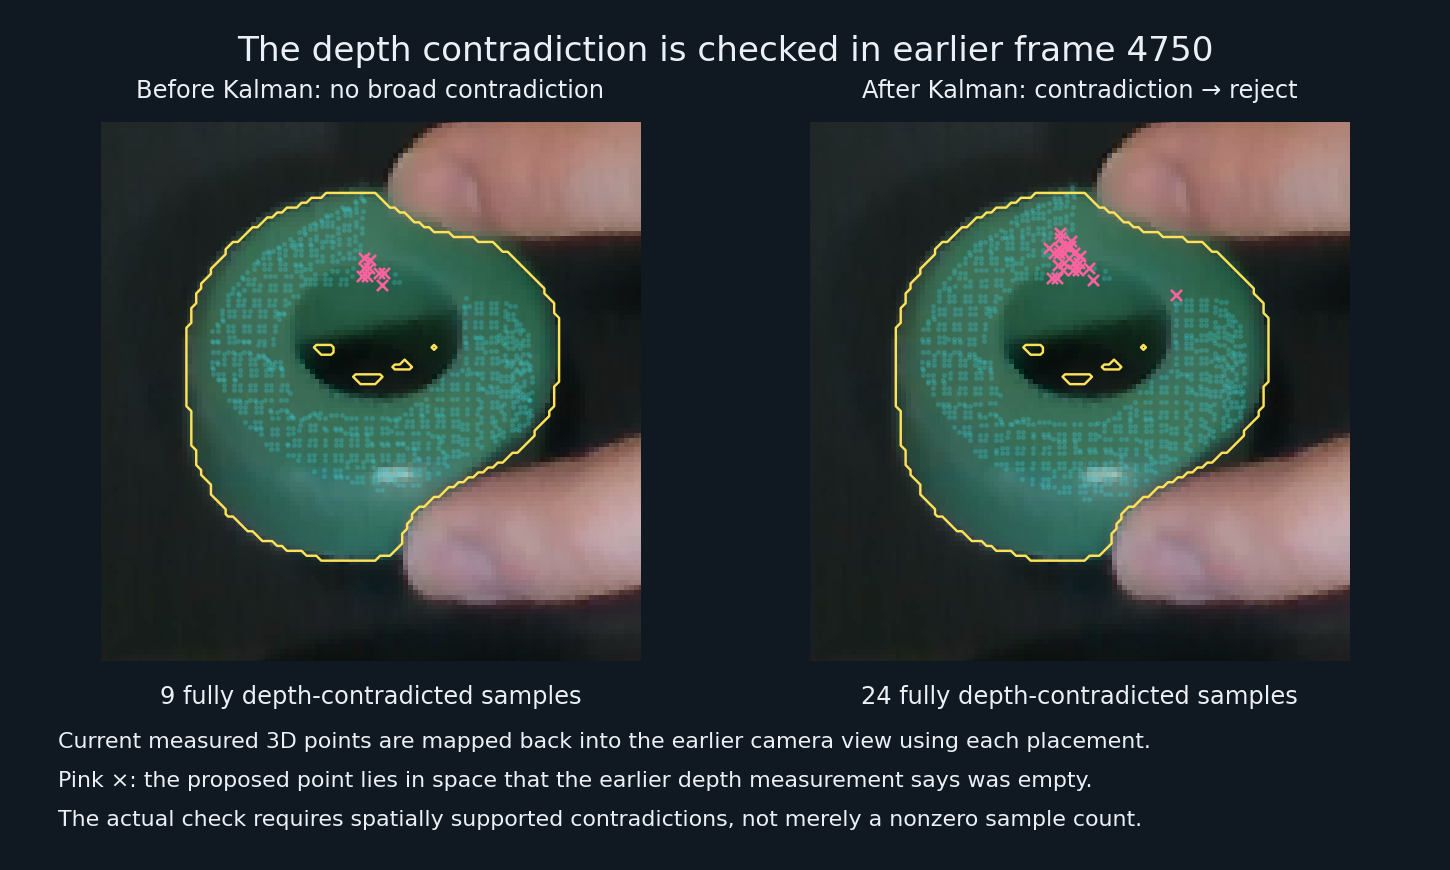 The depth contradiction is checked in earlier frame 4750
Before Kalman: no broad contradiction
After Kalman: contradiction → reject
9 fully depth-contradicted samples
24 fully depth-contradicted samples
Current measured 3D points are mapped back into the earlier camera view using each placement.
Pink ×: the proposed point lies in space that the earlier depth measurement says was empty.
The actual check requires spatially supported contradictions, not merely a nonzero sample count.